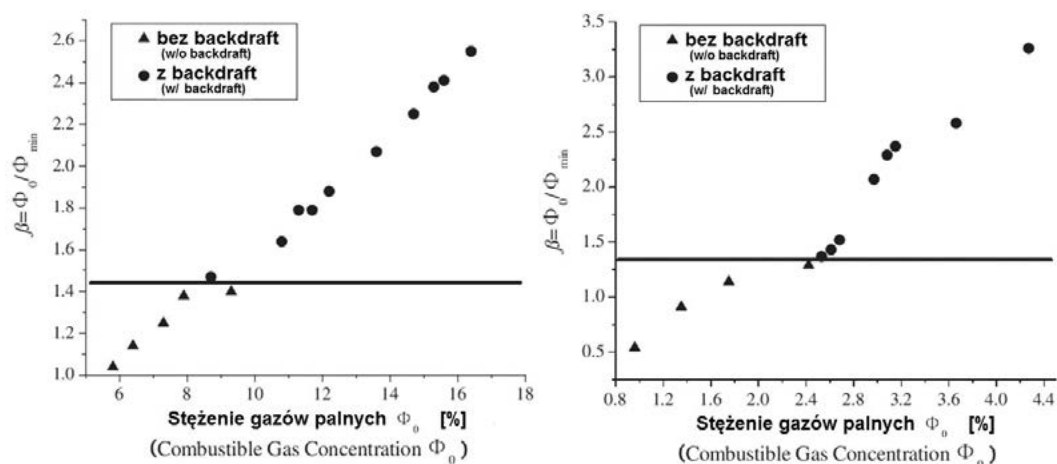 bez backdraft
(w/o backdraft)
z backdraft
(w/ backdraft)
2.6
2.4
2.2
2.0
1.8
1.6
1.4
1.2
1.0
β=Φ₀/Φmin
6 8 10 12 14 16 18
Stężenie gazów palnych Φ₀ [%]
(Combustible Gas Concentration Φ₀)
bez backdraft
(w/o backdraft)
z backdraft
(w/ backdraft)
3.5
3.0
2.5
2.0
1.5
1.0
0.5
β=Φ₀/Φmin
0.8 1.2 1.6 2.0 2.4 2.8 3.2 3.6 4.0 4.4
Stężenie gazów palnych Φ₀ [%]
(Combustible Gas Concentration Φ₀)